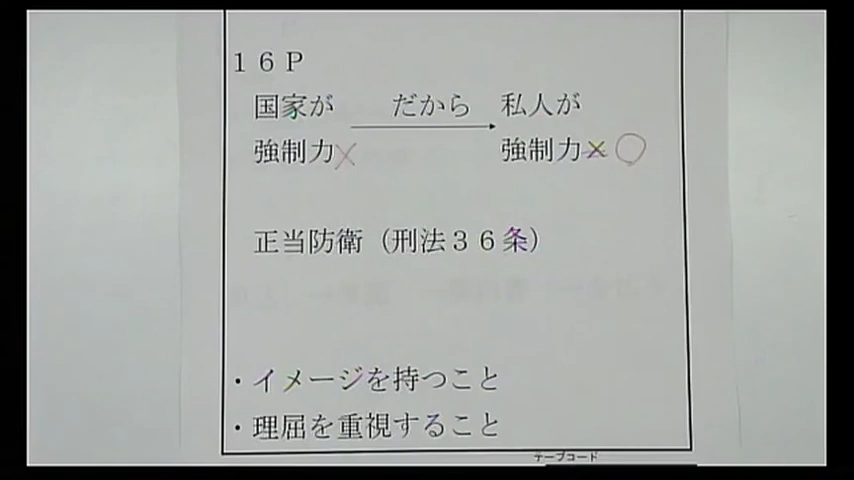 １６Ｐ
国家が　だから　私人が
強制力×　強制力×○
正当防衛（刑法３６条）
・イメージを持つこと
・理屈を重視すること
テープコード